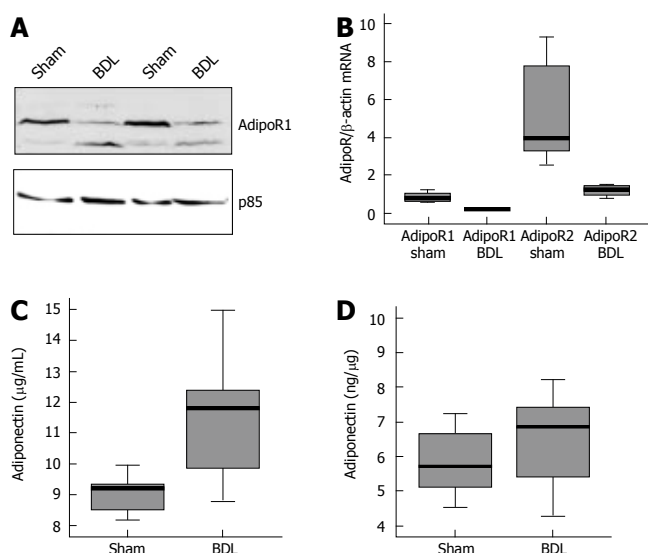 A
Sham
BDL
Sham
BDL
AdipoR1
p85
B
AdipoR/β-actin mRNA
10
8
6
4
2
0
AdipoR1 AdipoR1 AdipoR2 AdipoR2
sham BDL sham BDL
C
Adiponectin (μg/mL)
15
14
13
12
11
10
9
8
Sham BDL
D
Adiponectin (ng/μg)
10
9
8
7
6
5
4
Sham BDL